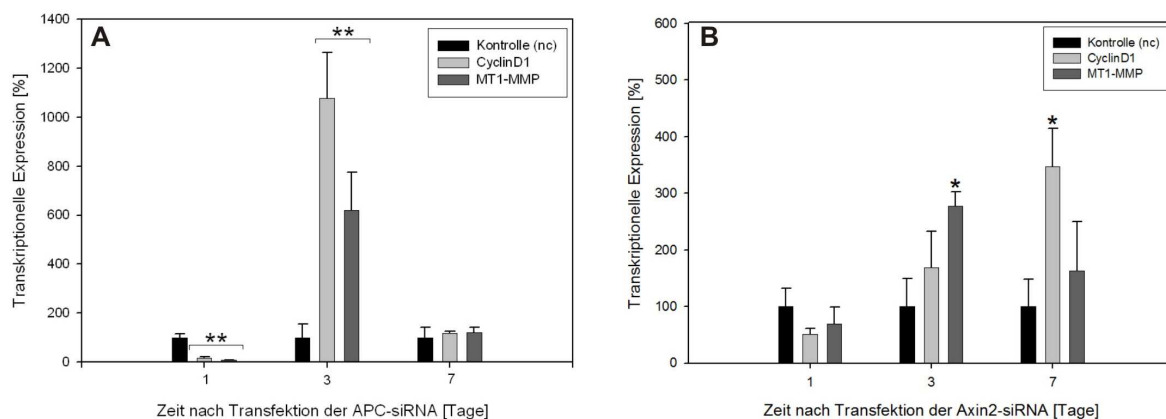 A
Transkriptionelle Expression [%]
1400
1200
1000
800
600
400
200
0
**
**
Kontrolle (nc)
CyclinD1
MT1-MMP
1
3
7
Zeit nach Transfektion der APC-siRNA [Tage]
B
Transkriptionelle Expression [%]
600
500
400
300
200
100
0
*
*
Kontrolle (nc)
CyclinD1
MT1-MMP
1
3
7
Zeit nach Transfektion der Axin2-siRNA [Tage]